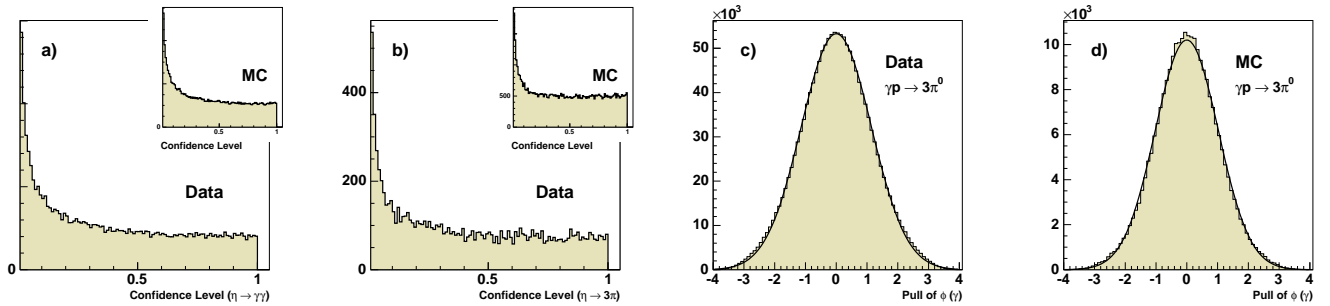 a)
MC
0
0.5
1
Confidence Level
Data
0
0.5
1
Confidence Level (η → γγ)
b)
MC
500
0
0.5
1
Confidence Level
Data
400
200
0
0.5
1
Confidence Level (η → 3π)
×10³
c)
Data
γp → 3π⁰
50
40
30
20
10
0
-4 -3 -2 -1 0 1 2 3 4
Pull of φ (γ)
×10³
d)
MC
γp → 3π⁰
10
8
6
4
2
0
-4 -3 -2 -1 0 1 2 3 4
Pull of φ (γ)